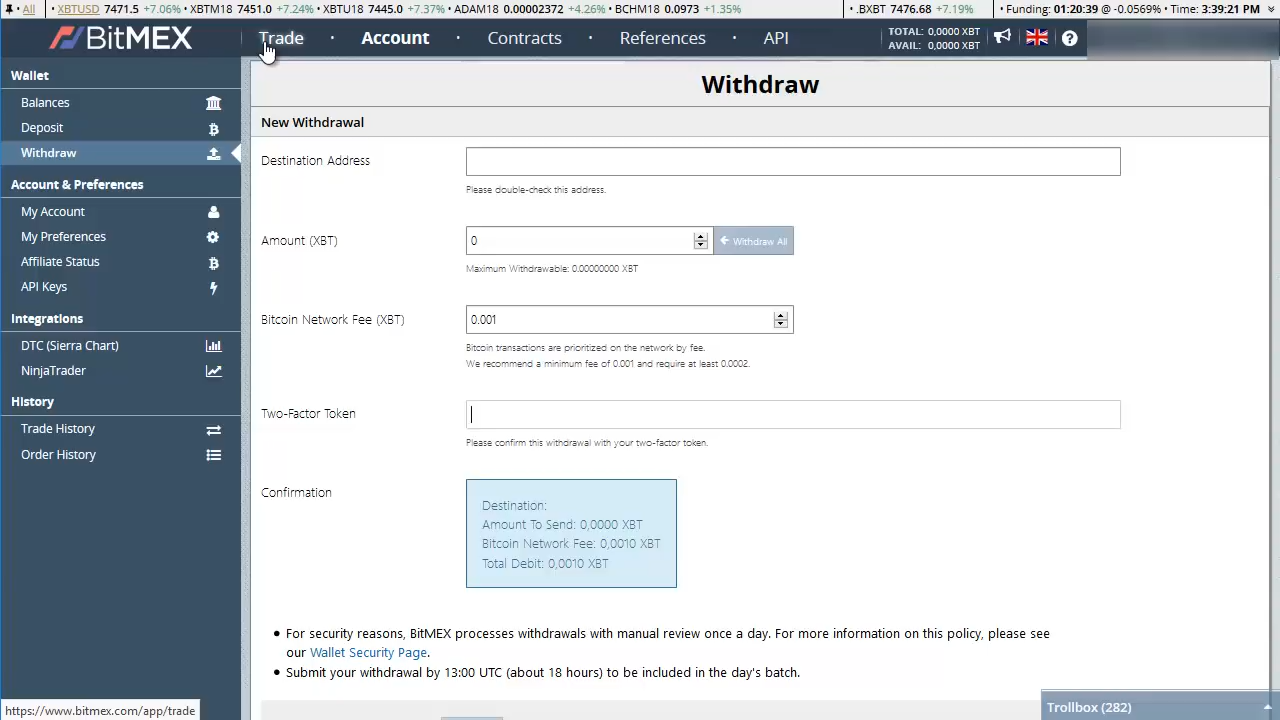 All · XBTUSD 7471.5 +7.06% · XBTM18 7451.0 +7.24% · XBTU18 7445.0 +7.37% · ADAM18 0.00002372 +4.26% · BCHM18 0.0973 +1.35% · .BXBT 7476.68 +7.19% · Funding: 01:20:39 @ -0.0569% · Time: 3:39:21 PM
BitMEX
Trade · Account · Contracts · References · API
TOTAL: 0,0000 XBT
AVAIL: 0,0000 XBT
Wallet
Balances
Deposit
Withdraw
Account & Preferences
My Account
My Preferences
Affiliate Status
API Keys
Integrations
DTC (Sierra Chart)
NinjaTrader
History
Trade History
Order History
Withdraw
New Withdrawal
Destination Address
Please double-check this address.
Amount (XBT)
0
Withdraw All
Maximum Withdrawable: 0.00000000 XBT
Bitcoin Network Fee (XBT)
0.001
Bitcoin transactions are prioritized on the network by fee.
We recommend a minimum fee of 0.001 and require at least 0.0002.
Two-Factor Token
Please confirm this withdrawal with your two-factor token.
Confirmation
Destination:
Amount To Send: 0,0000 XBT
Bitcoin Network Fee: 0,0010 XBT
Total Debit: 0,0010 XBT
• For security reasons, BitMEX processes withdrawals with manual review once a day. For more information on this policy, please see
our Wallet Security Page.
• Submit your withdrawal by 13:00 UTC (about 18 hours) to be included in the day's batch.
https://www.bitmex.com/app/trade
Trollbox (282)